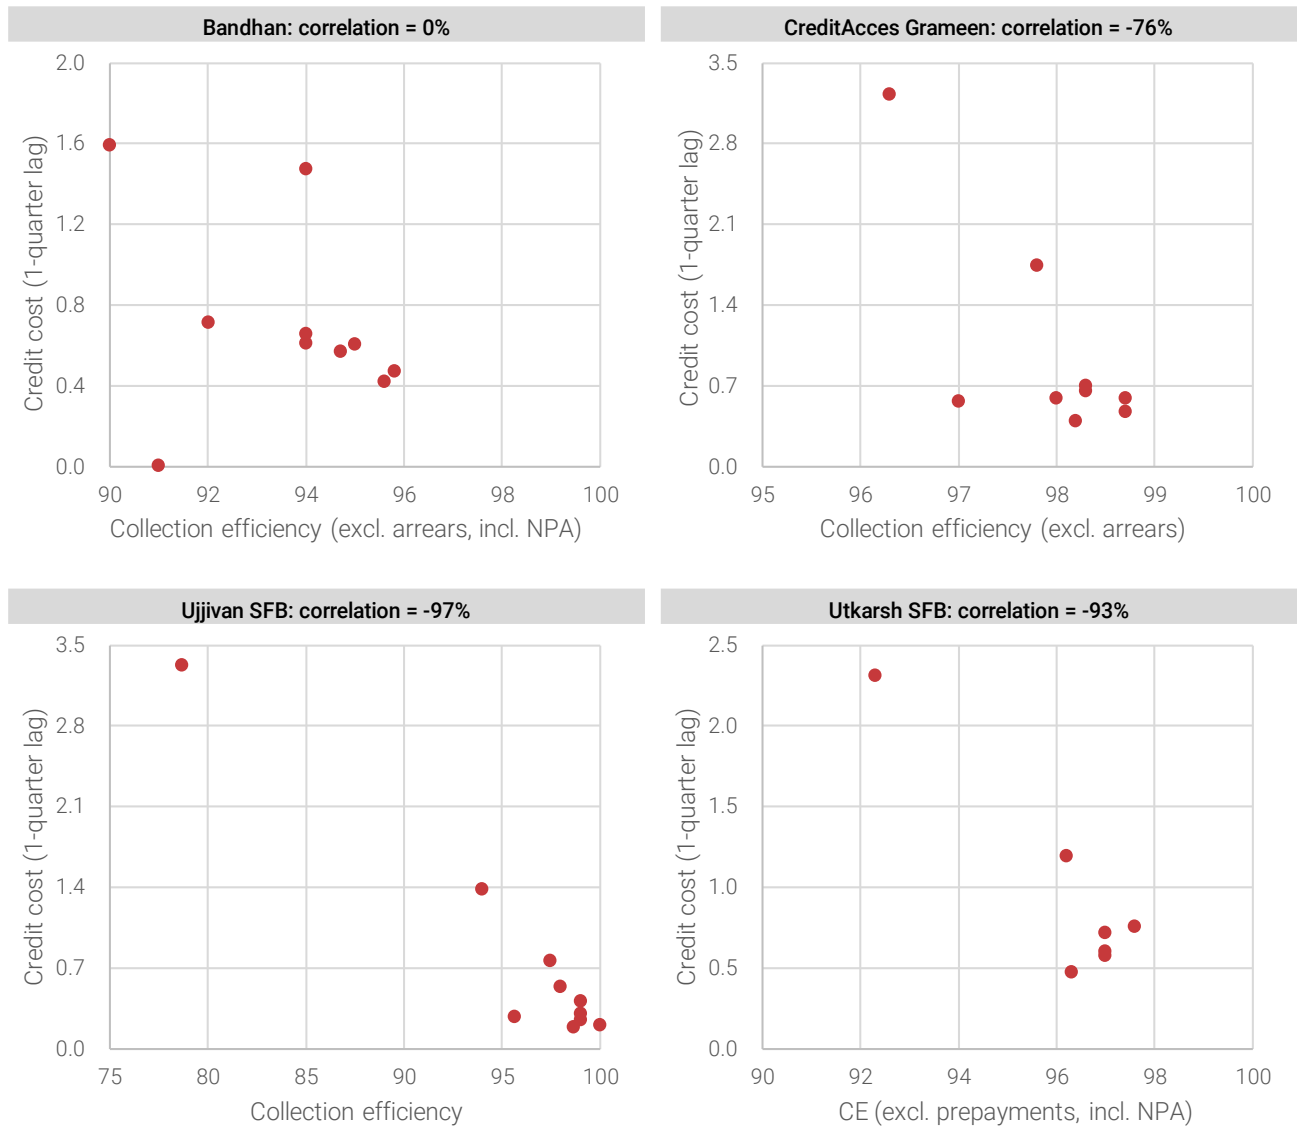 Bandhan: correlation = 0%
Credit cost (1-quarter lag)
2.0
1.6
1.2
0.8
0.4
0.0
90 92 94 96 98 100
Collection efficiency (excl. arrears, incl. NPA)
CreditAcces Grameen: correlation = -76%
Credit cost (1-quarter lag)
3.5
2.8
2.1
1.4
0.7
0.0
95 96 97 98 99 100
Collection efficiency (excl. arrears)
Ujjivan SFB: correlation = -97%
Credit cost (1-quarter lag)
3.5
2.8
2.1
1.4
0.7
0.0
75 80 85 90 95 100
Collection efficiency
Utkarsh SFB: correlation = -93%
Credit cost (1-quarter lag)
2.5
2.0
1.5
1.0
0.5
0.0
90 92 94 96 98 100
CE (excl. prepayments, incl. NPA)